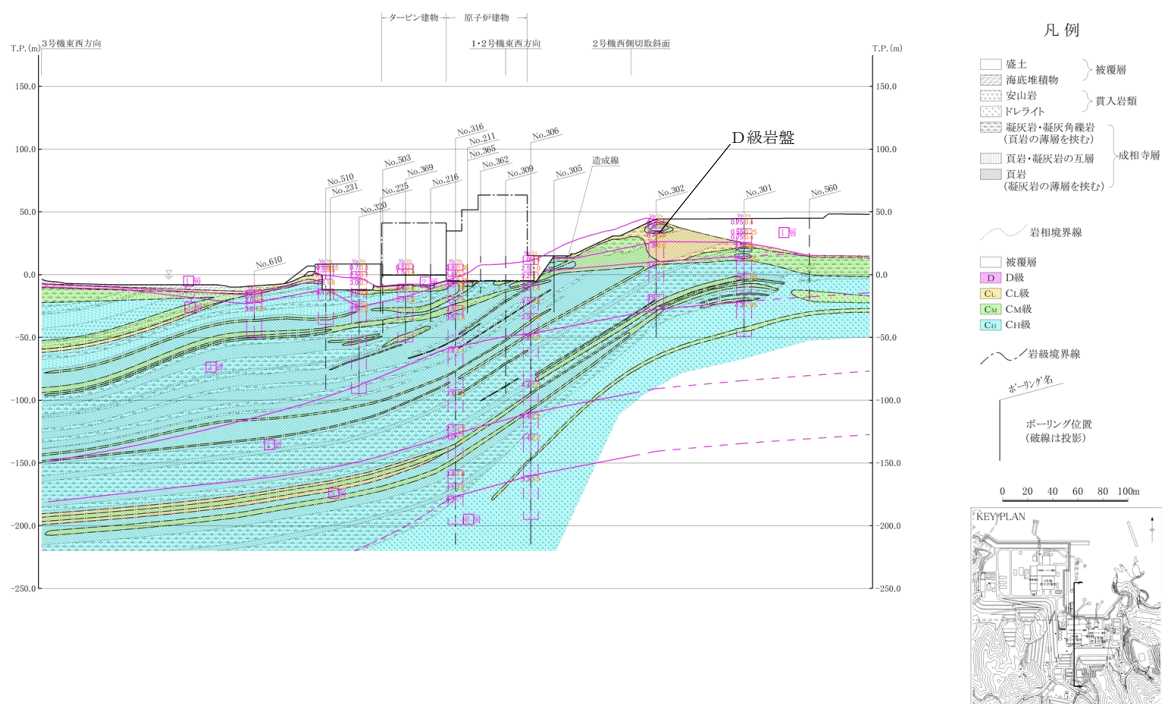 タービン建物
原子炉建物
T.P.(m)
3号機東西方向
1・2号機東西方向
2号機西側切取斜面
T.P.(m)
150.0
150.0
No.316
No.211
No.306
100.0
D級岩盤
100.0
No.503
No.365
造成線
No.369
No.362
No.510
No.225
No.216
No.309
No.305
No.231
No.302
No.301
No.560
No.320
50.0
50.0
No.610
0.0
0.0
-50.0
-50.0
-100.0
-100.0
-150.0
-150.0
-200.0
-200.0
-250.0
-250.0
凡例
盛土
海底堆積物
被覆層
安山岩
ドレライト
貫入岩類
凝灰岩・凝灰角礫岩
(頁岩の薄層を挟む)
頁岩・凝灰岩の互層
頁岩
(凝灰岩の薄層を挟む)
成相寺層
岩相境界線
被覆層
D D級
CL CL級
CM CM級
CH CH級
岩級境界線
ボーリング名
ボーリング位置
(破線は投影)
0 20 40 60 80 100m
KEY PLAN